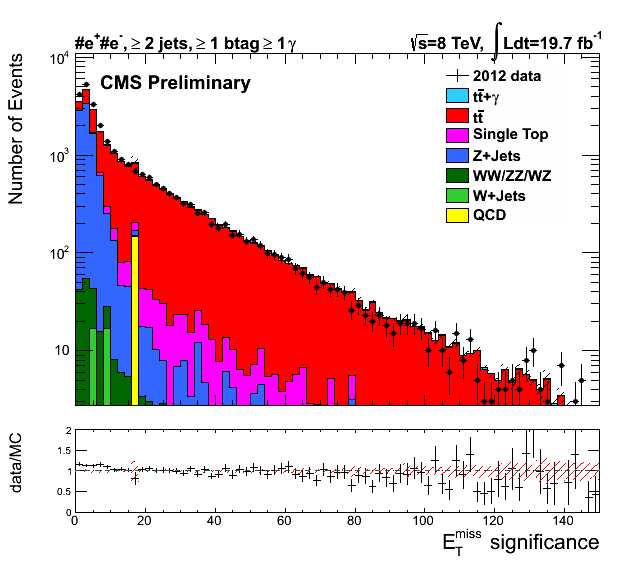 #e⁺#e⁻, ≥ 2 jets, ≥ 1 btag ≥ 1 γ
√s=8 TeV, ∫ Ldt=19.7 fb⁻¹
CMS Preliminary
2012 data
tt̄+γ
tt̄
Single Top
Z+Jets
WW/ZZ/WZ
W+Jets
QCD
Number of Events
10⁴
10³
10²
10
data/MC
2
1.5
1
0.5
0
0 20 40 60 80 100 120 140
E_T^miss significance